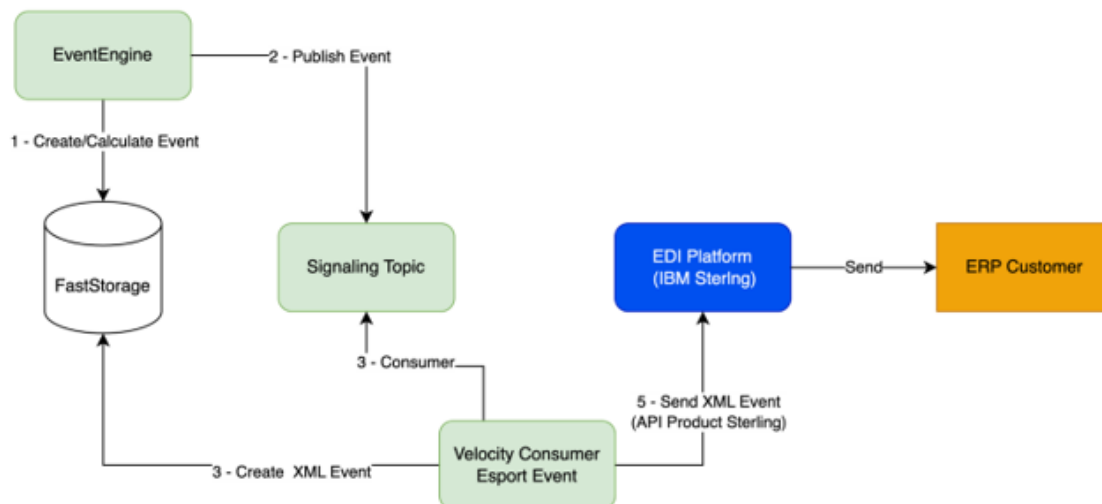 EventEngine
2 - Publish Event
1 - Create/Calculate Event
FastStorage
Signaling Topic
EDI Platform
(IBM Sterlng)
Send
ERP Customer
3 - Consumer
5 - Send XML Event
(API Product Sterling)
Velocity Consumer
Esport Event
3 - Create XML Event